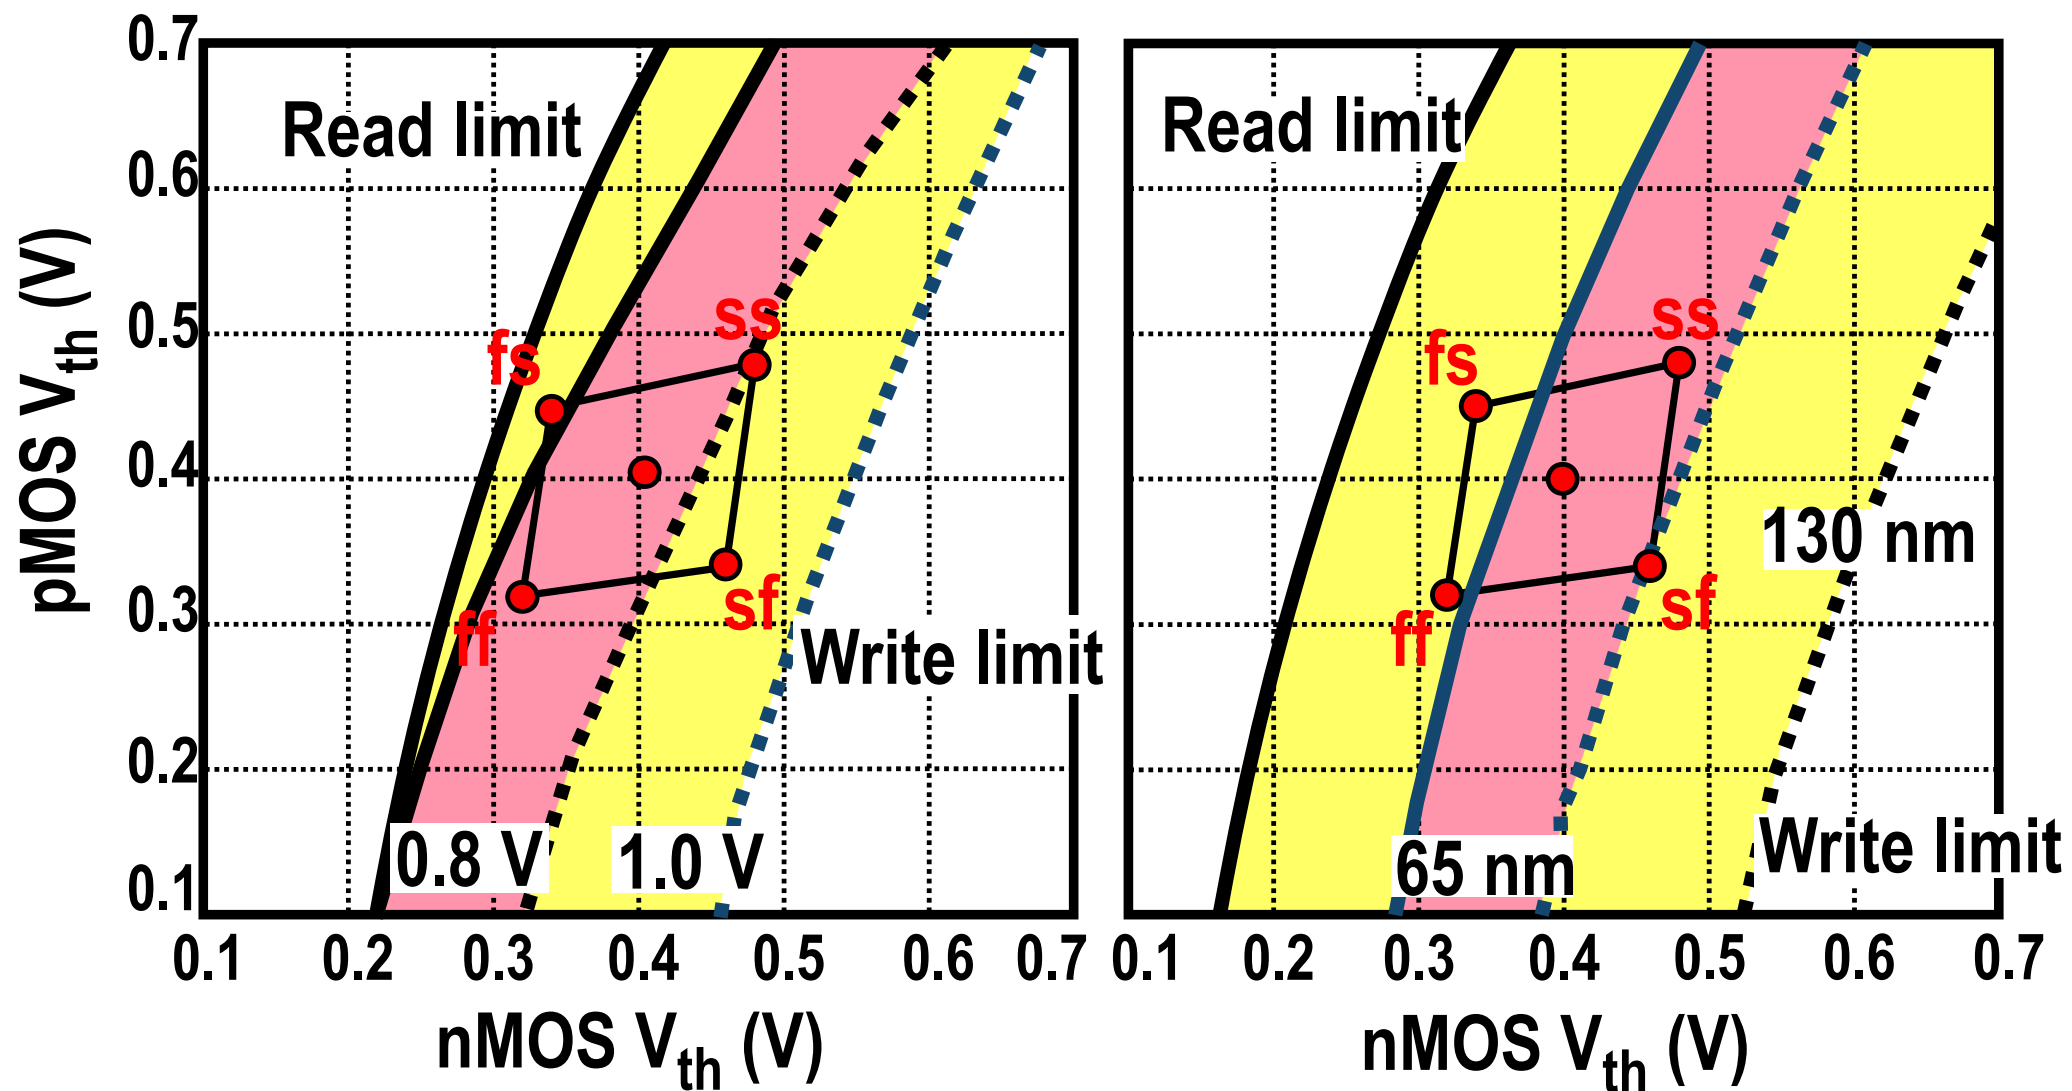 0.7
0.6
0.5
0.4
0.3
0.2
0.1
pMOS Vth (V)
Read limit
fs
ss
ff
sf
0.8 V
1.0 V
Write limit
0.1 0.2 0.3 0.4 0.5 0.6 0.7
nMOS Vth (V)
Read limit
fs
ss
ff
sf
130 nm
65 nm
Write limit
0.1 0.2 0.3 0.4 0.5 0.6 0.7
nMOS Vth (V)